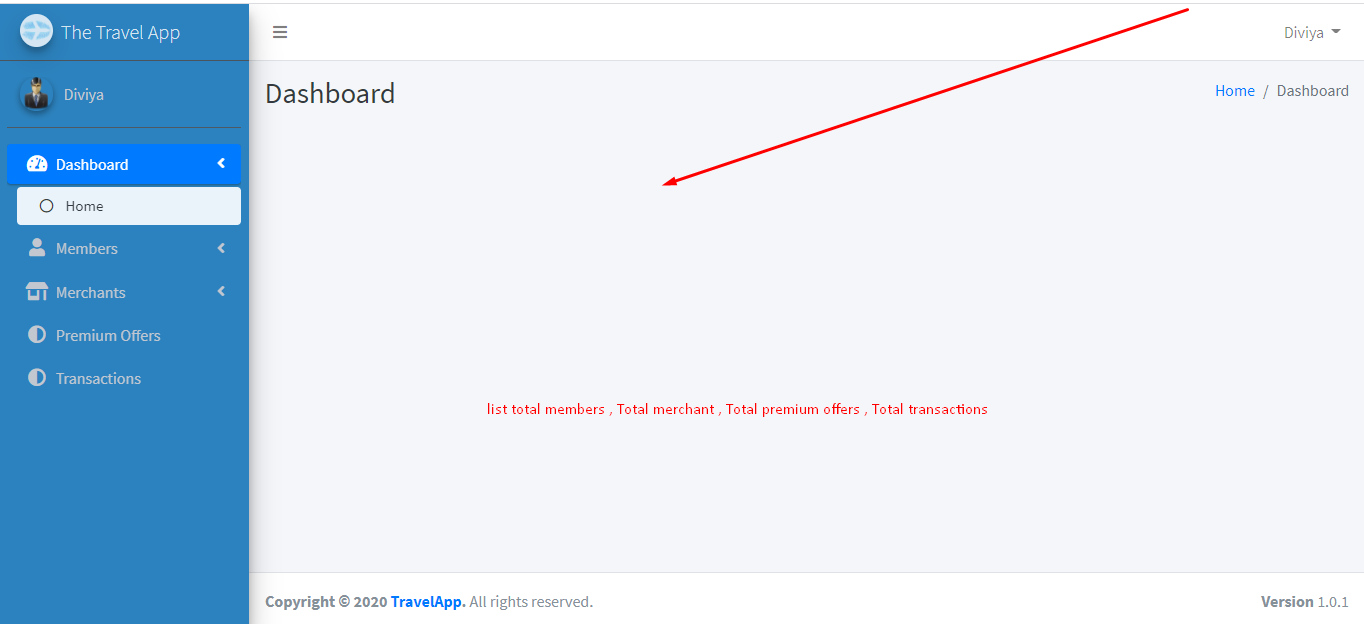 The Travel App
Diviya
Diviya
Dashboard
Home / Dashboard
Dashboard
Home
Members
Merchants
Premium Offers
Transactions
list total members , Total merchant , Total premium offers , Total transactions
Copyright © 2020 TravelApp. All rights reserved.
Version 1.0.1